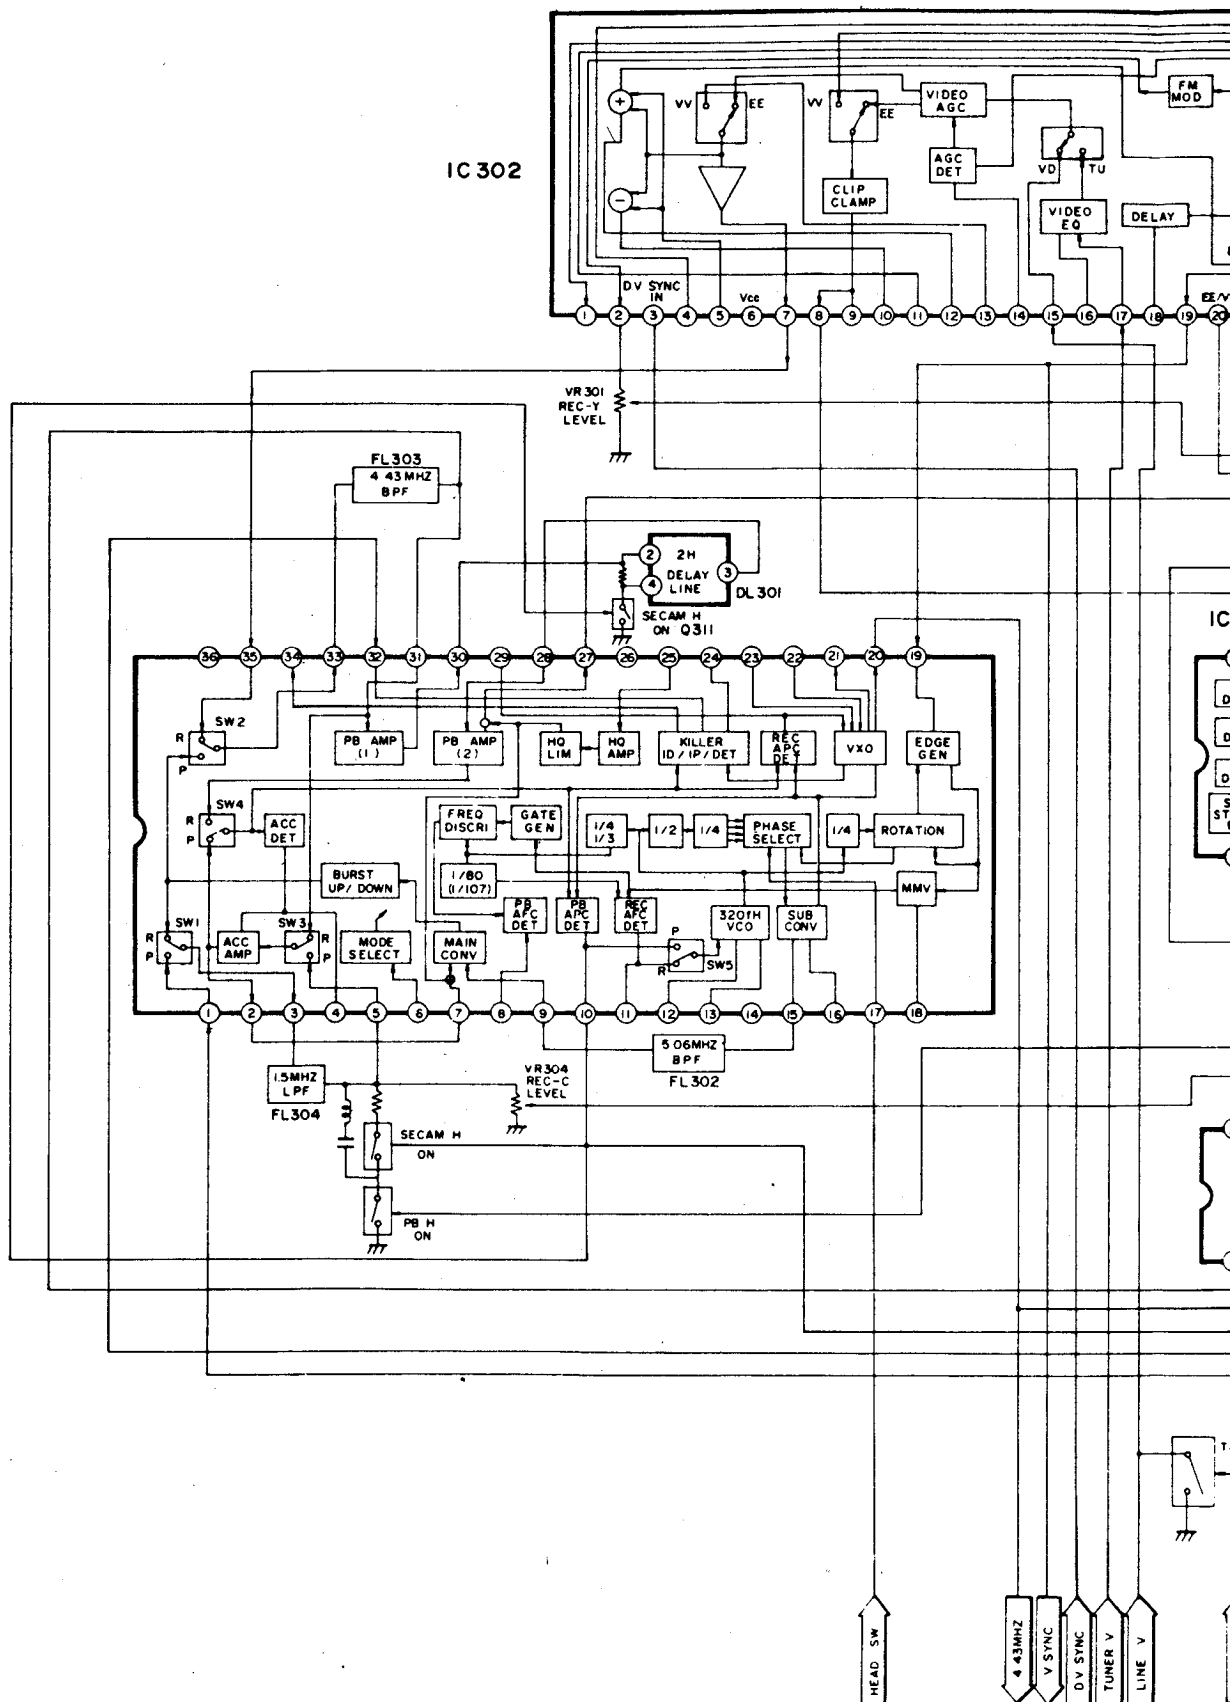 IC 302
FM
MOD
VV
EE
VV
EE
VIDEO
AGC
AGC
DET
VD
TU
CLIP
CLAMP
VIDEO
EQ
DELAY
+
−
D.V SYNC
IN
Vcc
EE/V
1 2 3 4 5 6 7 8 9 10 11 12 13 14 15 16 17 18 19 20
VR301
REC-Y
LEVEL
FL303
4 43MHZ
BPF
2
2H
DELAY
LINE
4
3
DL301
SECAM H
ON Q311
IC
36 35 34 33 32 31 30 29 28 27 26 25 24 23 22 21 20 19
SW2
R
P
PB AMP
(1)
PB AMP
(2)
HQ
LIM
HQ
AMP
KILLER
ID/IP/DET
REC
APC
DET
VXO
EDGE
GEN
D
D
D
S
ST
SW4
R
P
ACC
DET
FREQ
DISCRI
GATE
GEN
1/4
1/3
1/2
1/4
PHASE
SELECT
1/4
ROTATION
BURST
UP/DOWN
1/80
(1/107)
MMV
SW1
R
P
ACC
AMP
SW3
R
P
MODE
SELECT
MAIN
CONV
PB
AFC
DET
PB
APC
DET
REC
AFC
DET
P
R
SW5
320fH
VCO
SUB
CONV
1 2 3 4 5 6 7 8 9 10 11 12 13 14 15 16 17 18
1.5MHZ
LPF
FL304
VR304
REC-C
LEVEL
5 06MHZ
BPF
FL302
SECAM H
ON
PB H
ON
T
HEAD SW
4 43MHZ
V SYNC
D V SYNC
TUNER V
LINE V